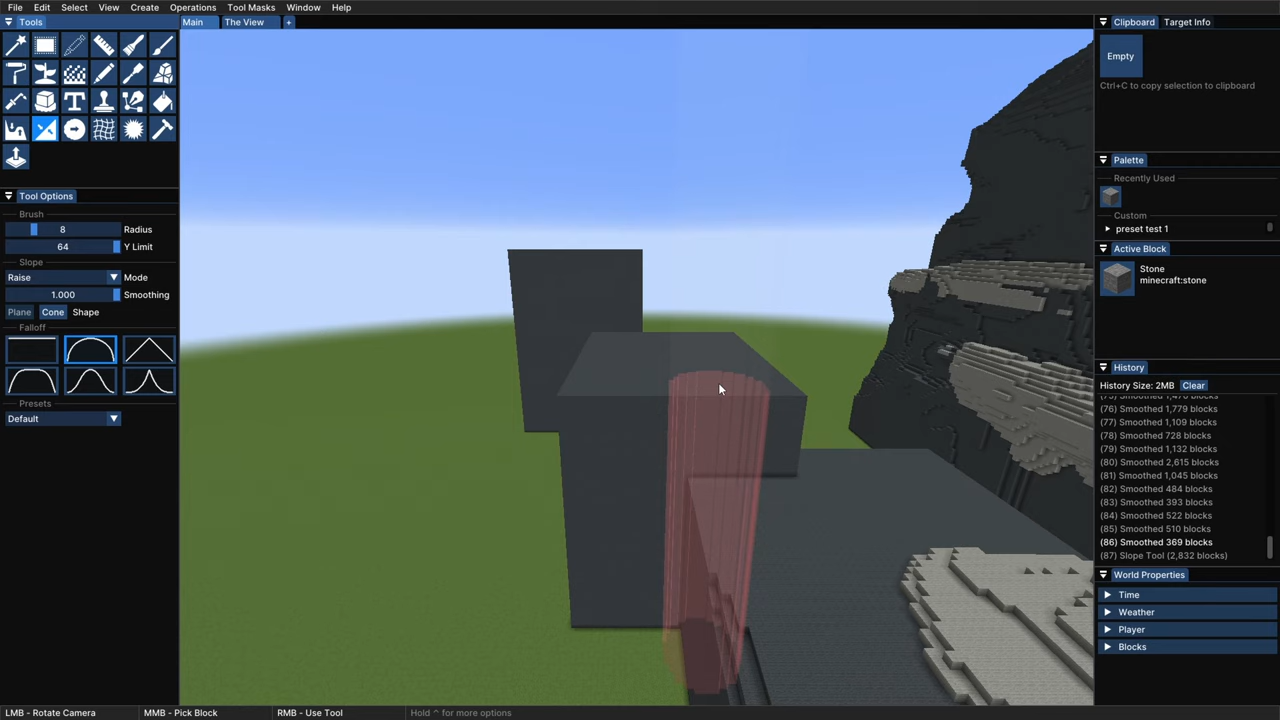 File Edit Select View Create Operations Tool Masks Window Help
Tools
Main The View +
Clipboard Target Info
Empty
Ctrl+C to copy selection to clipboard
Palette
Recently Used
Custom
preset test 1
Active Block
Stone
minecraft:stone
History
History Size: 2MB Clear
(76) Smoothed 1,779 blocks
(77) Smoothed 1,109 blocks
(78) Smoothed 728 blocks
(79) Smoothed 1,132 blocks
(80) Smoothed 2,615 blocks
(81) Smoothed 1,045 blocks
(82) Smoothed 484 blocks
(83) Smoothed 393 blocks
(84) Smoothed 522 blocks
(85) Smoothed 510 blocks
(86) Smoothed 369 blocks
(87) Slope Tool (2,832 blocks)
World Properties
Time
Weather
Player
Blocks
Tool Options
Brush
8 Radius
64 Y Limit
Slope
Raise Mode
1.000 Smoothing
Plane Cone Shape
Falloff
Presets
Default
LMB - Rotate Camera MMB - Pick Block RMB - Use Tool Hold ^ for more options